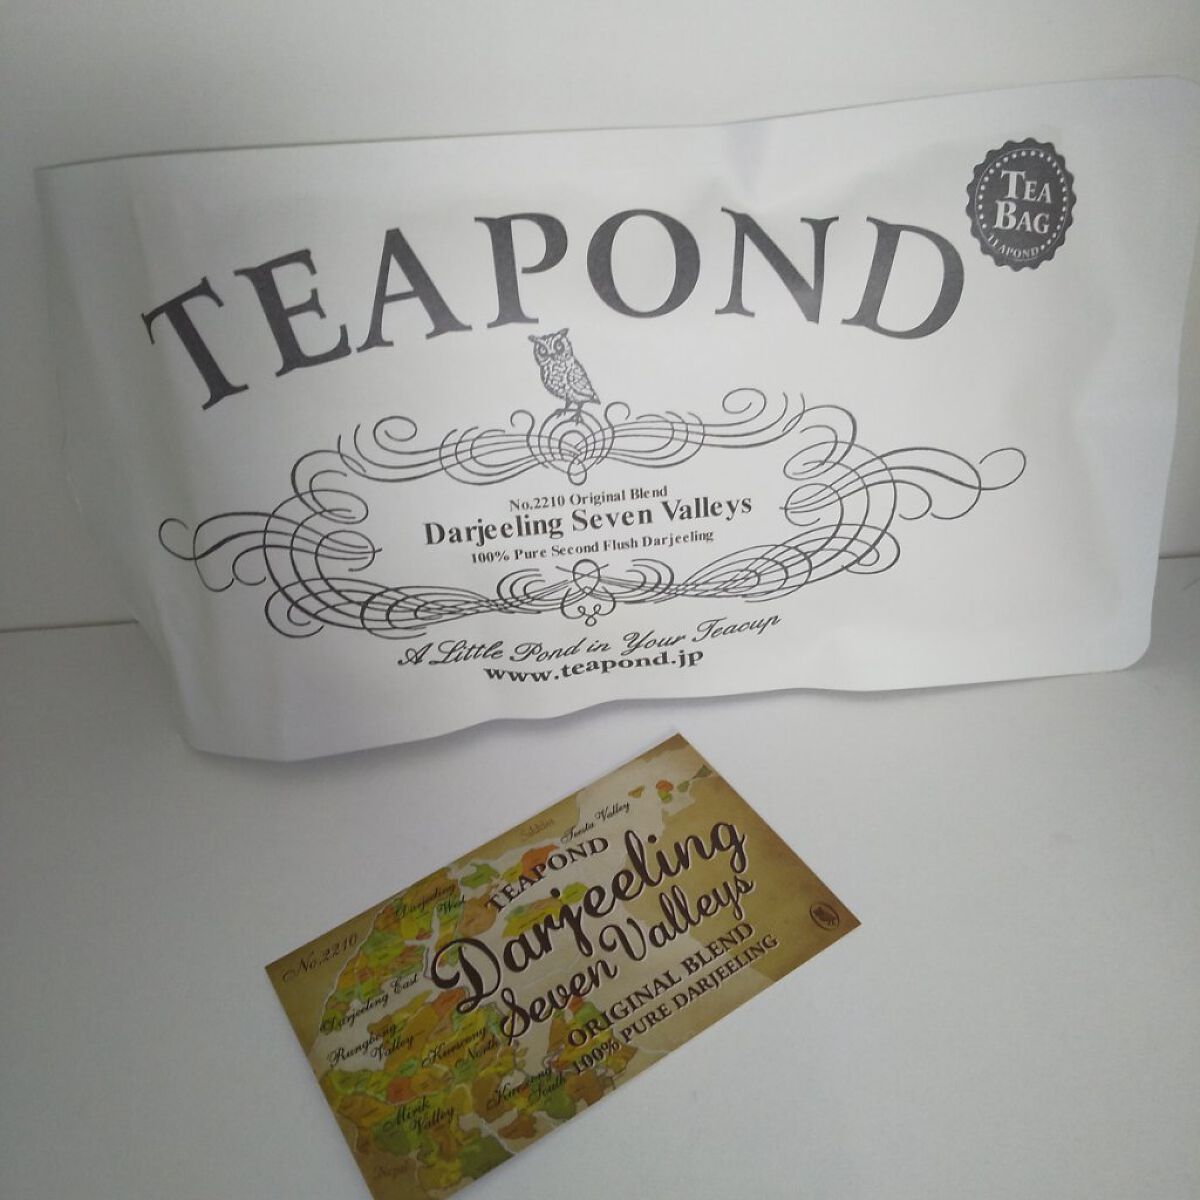 TEAPOND
TEA
BAG
TEAPOND
No.2210 Original Blend
Darjeeling Seven Valleys
100% Pure Second Flush Darjeeling
A Little Pond in Your Teacup
www.teapond.jp
Teesta Valley
TEAPOND
Darjeeling
West
No.2210
Darjeeling
Seven Valleys
Darjeeling East
ORIGINAL BLEND
100% PURE DARJEELING
Rungbong
Valley
Kurseong
North
Kurseong
South
Mirik
Valley
Nepal